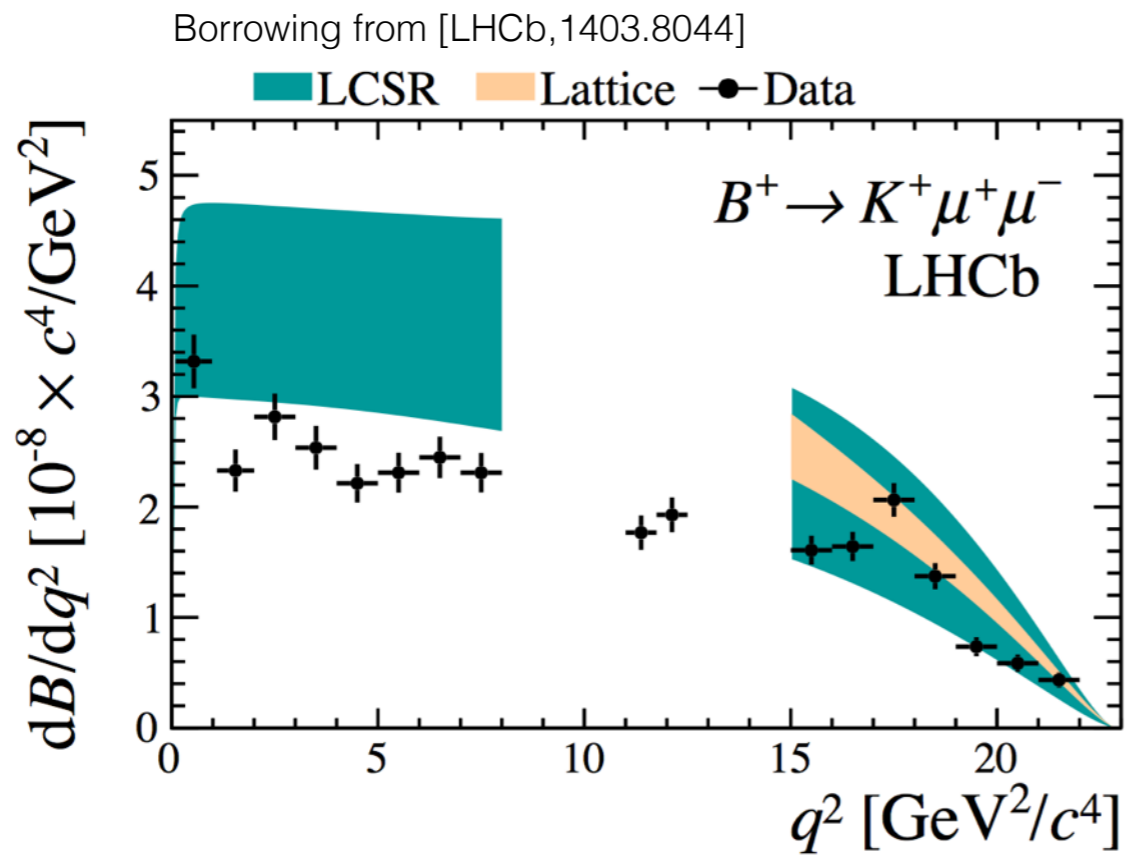 Borrowing from [LHCb,1403.8044]
LCSR Lattice Data
dB/dq² [10⁻⁸ × c⁴/GeV²]
5
4
3
2
1
0
B⁺→ K⁺μ⁺μ⁻
LHCb
0 5 10 15 20
q² [GeV²/c⁴]